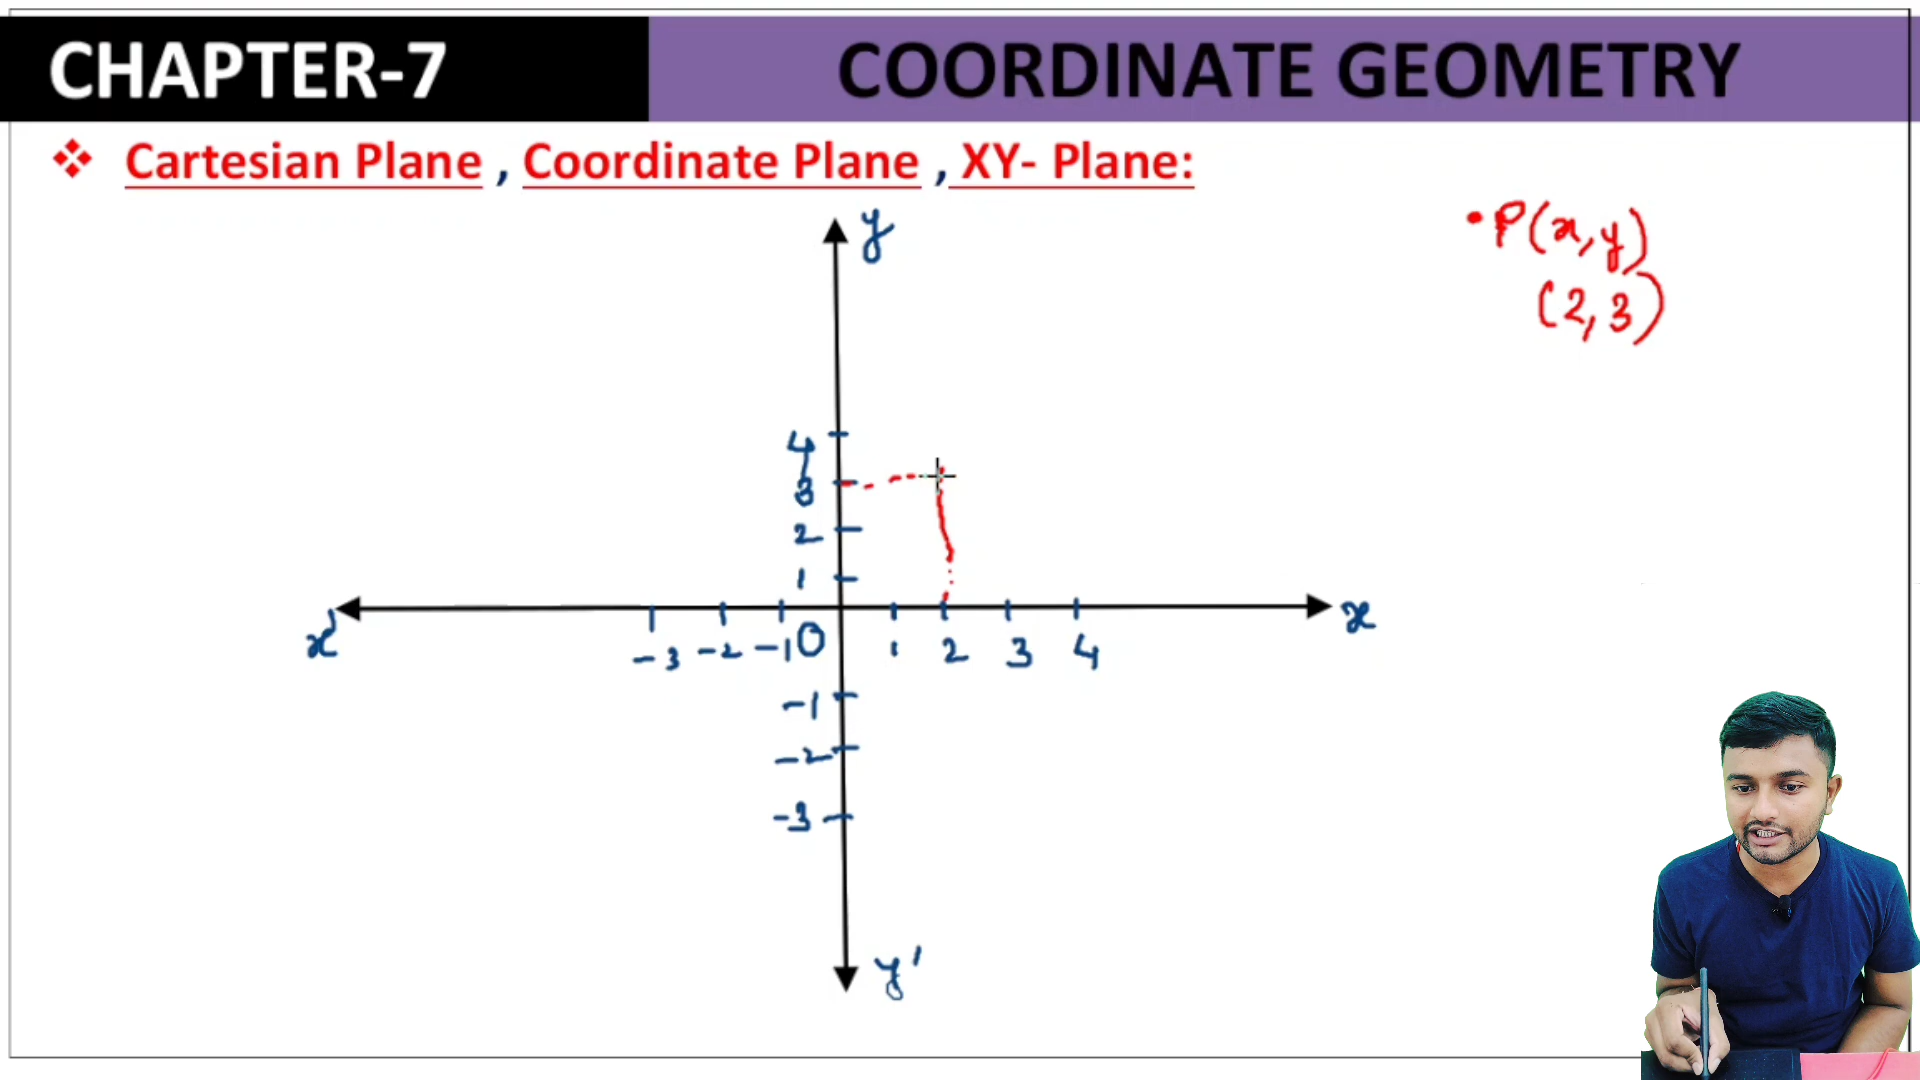 CHAPTER-7
COORDINATE GEOMETRY
❖ Cartesian Plane , Coordinate Plane , XY- Plane:
y
• P(x,y)
(2,3)
4
3
2
1
x'
x
-3 -2 -1 0 1 2 3 4
-1
-2
-3
y'